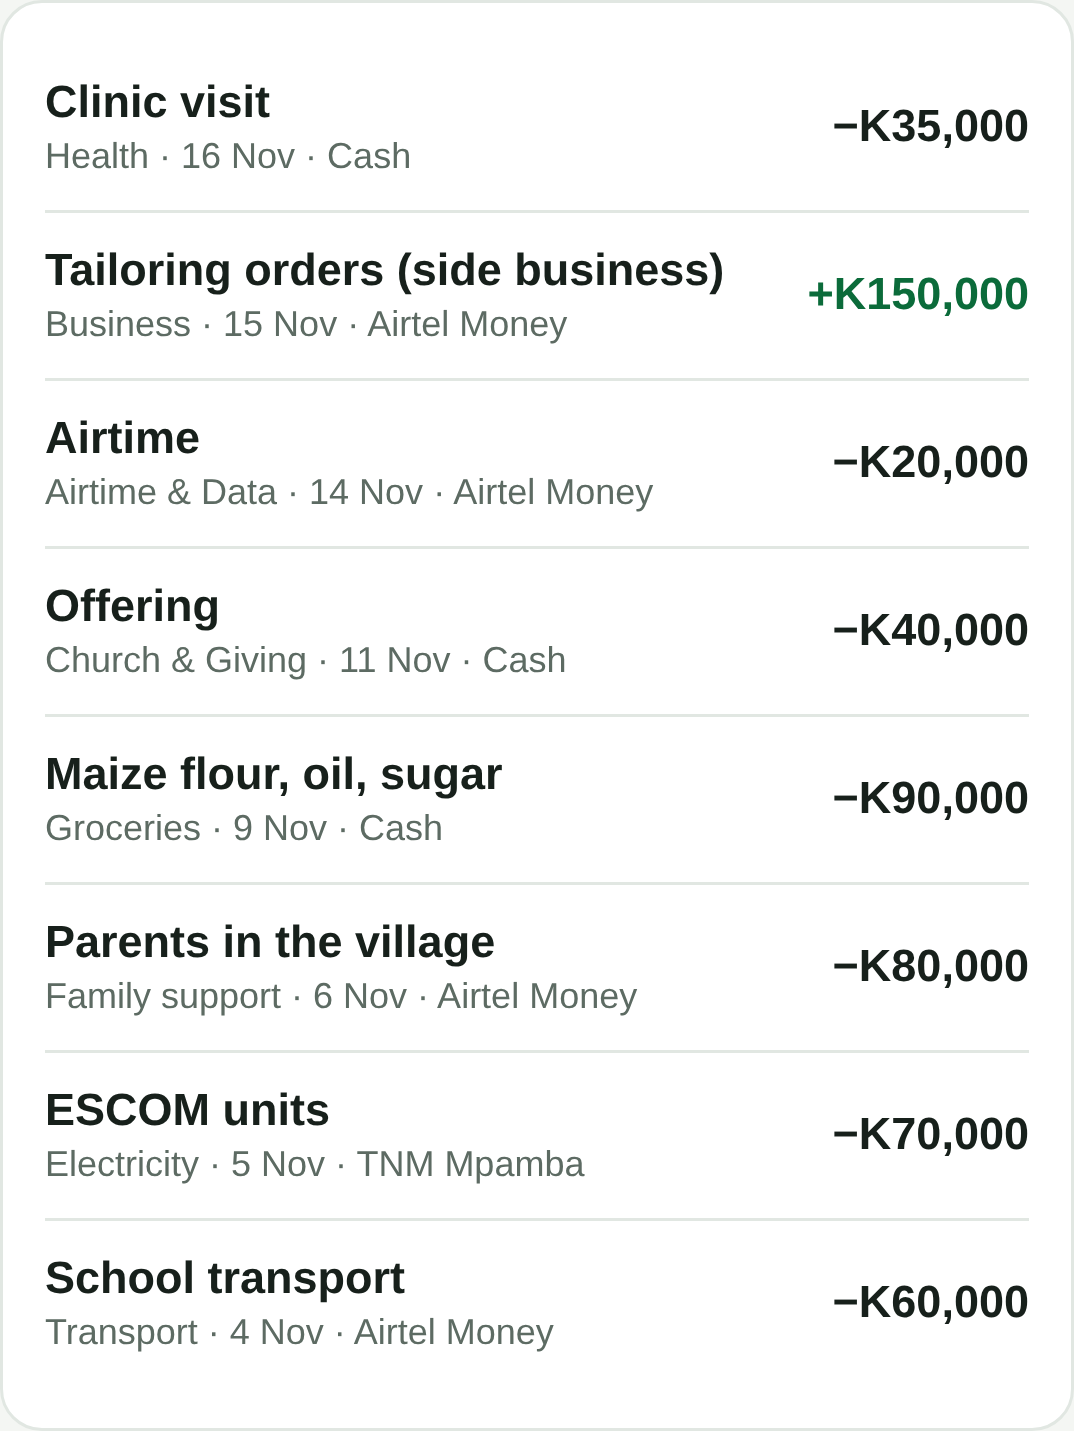 Clinic visit
Health · 16 Nov · Cash
−K35,000
Tailoring orders (side business)
Business · 15 Nov · Airtel Money
+K150,000
Airtime
Airtime & Data · 14 Nov · Airtel Money
−K20,000
Offering
Church & Giving · 11 Nov · Cash
−K40,000
Maize flour, oil, sugar
Groceries · 9 Nov · Cash
−K90,000
Parents in the village
Family support · 6 Nov · Airtel Money
−K80,000
ESCOM units
Electricity · 5 Nov · TNM Mpamba
−K70,000
School transport
Transport · 4 Nov · Airtel Money
−K60,000